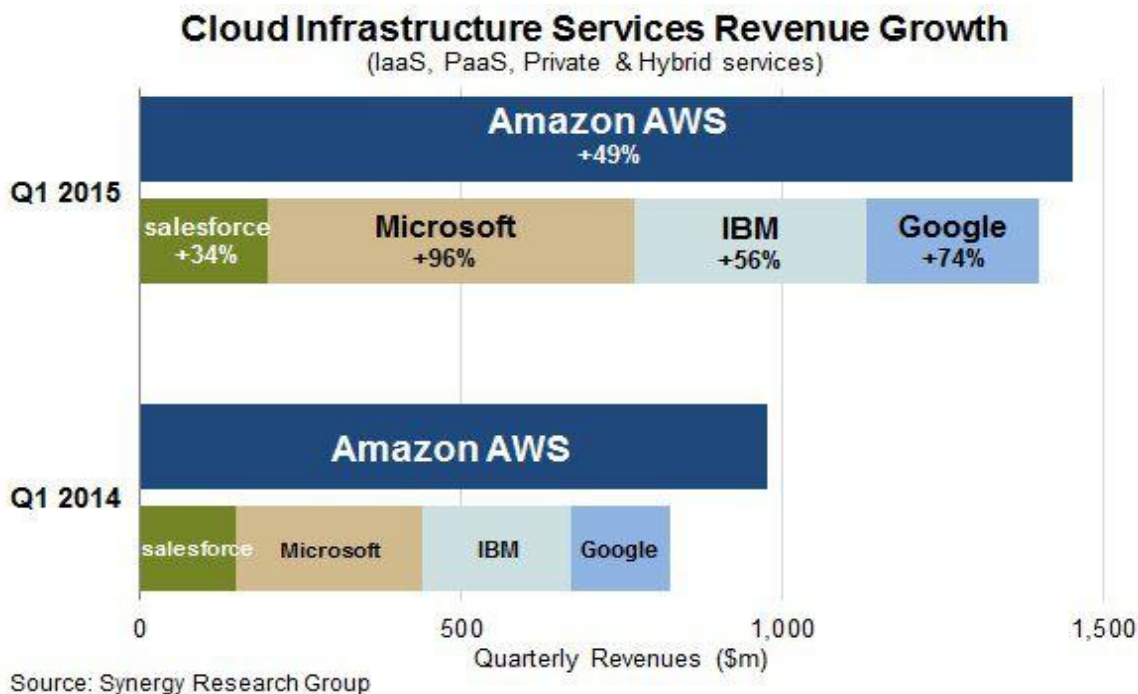 Cloud Infrastructure Services Revenue Growth
(IaaS, PaaS, Private & Hybrid services)
Amazon AWS
+49%
Q1 2015
salesforce
+34%
Microsoft
+96%
IBM
+56%
Google
+74%
Amazon AWS
Q1 2014
salesforce
Microsoft
IBM
Google
0
500
1,000
1,500
Quarterly Revenues ($m)
Source: Synergy Research Group